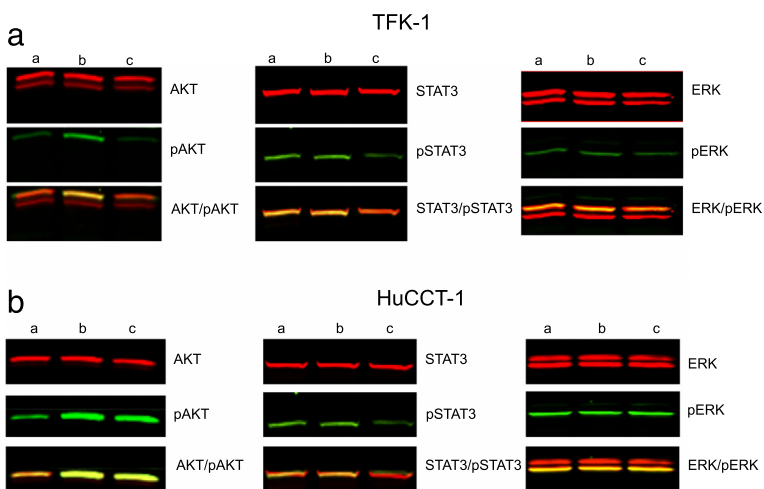 TFK-1
a
a b c
AKT
pAKT
AKT/pAKT
a b c
STAT3
pSTAT3
STAT3/pSTAT3
a b c
ERK
pERK
ERK/pERK
HuCCT-1
b
a b c
AKT
pAKT
AKT/pAKT
a b c
STAT3
pSTAT3
STAT3/pSTAT3
a b c
ERK
pERK
ERK/pERK